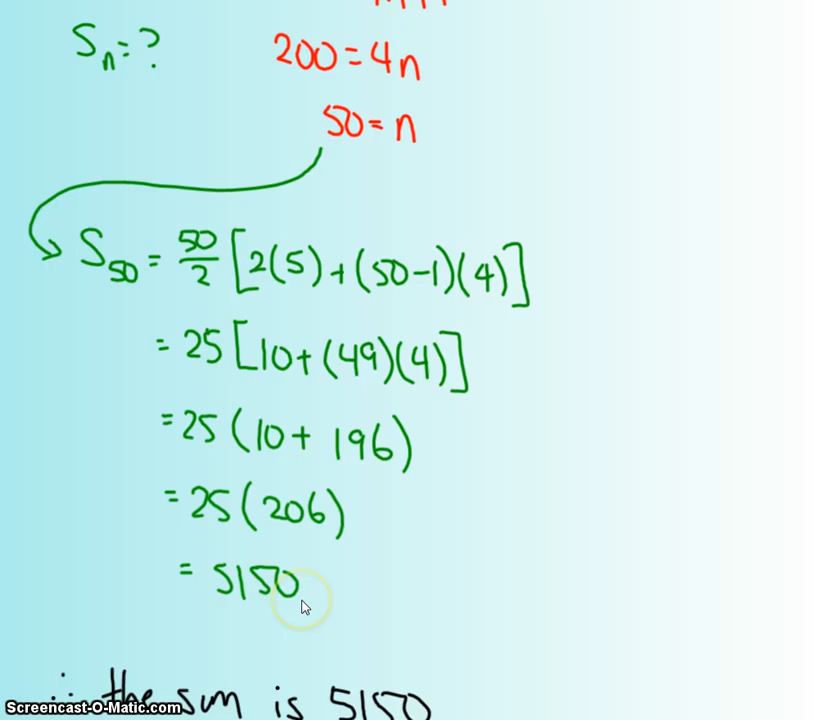 Sn = ?
200 = 4n
50 = n
S50 = 50/2 [2(5) + (50-1)(4)]
= 25 [10 + (49)(4)]
= 25 (10 + 196)
= 25 (206)
= 5150
∴ the sum is 5150
Screencast-O-Matic.com